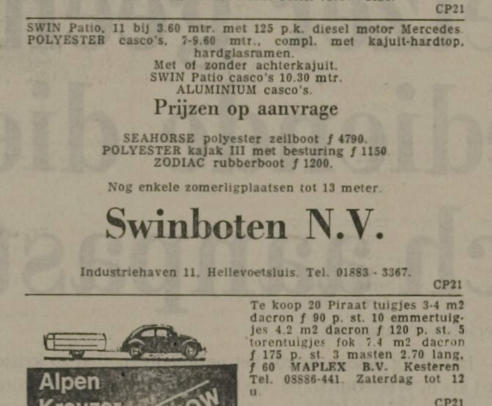 CP21
SWIN Patio, 11 bij 3.60 mtr. met 125 p.k. diesel motor Mercedes.
POLYESTER casco's, 7-9.60 mtr., compl. met kajuit-hardtop,
hardglasramen.
Met of zonder achterkajuit.
SWIN Patio casco's 10.30 mtr.
ALUMINIUM casco's.
Prijzen op aanvrage
SEAHORSE polyester zeilboot f 4790.
POLYESTER kajak III met besturing f 1150.
ZODIAC rubberboot f 1200.
Nog enkele zomerligplaatsen tot 13 meter.
Swinboten N.V.
Industriehaven 11, Hellevoetsluis. Tel. 01883 - 3367.
CP21
Te koop 20 Piraat tuigjes 3-4 m2
dacron f 90 p. st. 10 emmertuig-
jes 4.2 m2 dacron f 120 p. st. 5
torentuigjes fok 7.4 m2 dacron
f 175 p. st. 3 masten 2.70 lang,
f 60 MAPLEX B.V. Kesteren
Tel. 08886-441. Zaterdag tot 12
u.
CP21
Alpen
Kreuzer